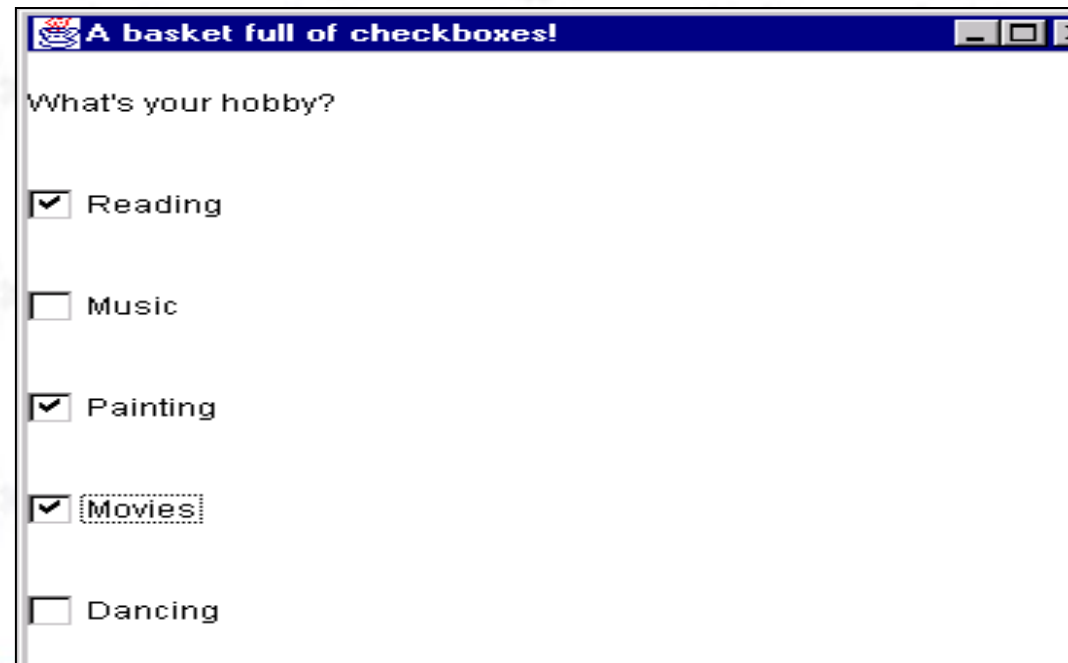 A basket full of checkboxes!
What's your hobby?
Reading
Music
Painting
Movies
Dancing